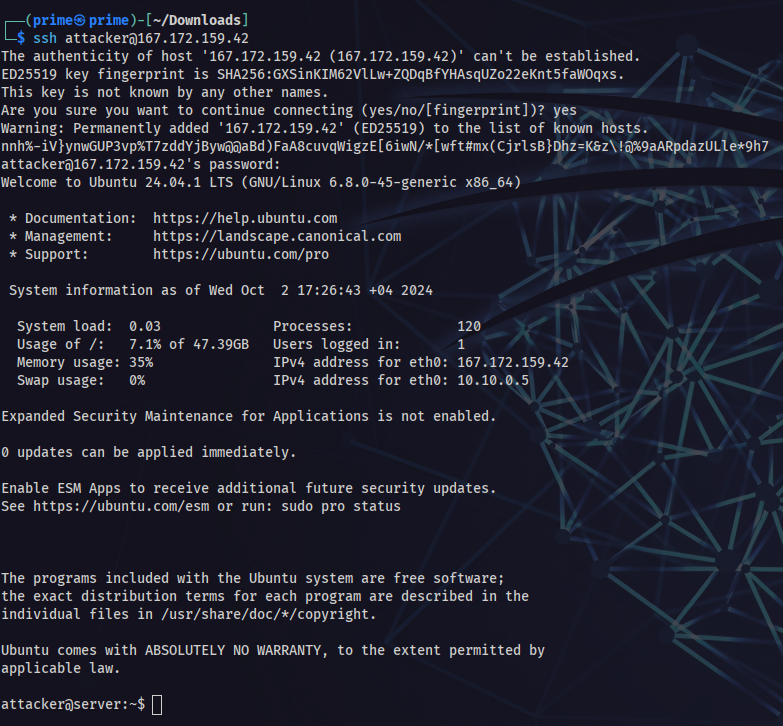 ┌──(prime㉿prime)-[~/Downloads]
└─$ ssh attacker@167.172.159.42
The authenticity of host '167.172.159.42 (167.172.159.42)' can't be established.
ED25519 key fingerprint is SHA256:GXSinKIM62VlLw+ZQDqBfYHAsqUZo22eKnt5faWOqxs.
This key is not known by any other names.
Are you sure you want to continue connecting (yes/no/[fingerprint])? yes
Warning: Permanently added '167.172.159.42' (ED25519) to the list of known hosts.
nnh%-iV}ynwGUP3vp%T7zddYjByw@@aBd)FaA8cuvqWigzE[6iwN/*[wft#mx(CjrlsB}Dhz=K&z\!@%9aARpdazULle*9h7
attacker@167.172.159.42's password:
Welcome to Ubuntu 24.04.1 LTS (GNU/Linux 6.8.0-45-generic x86_64)
* Documentation: https://help.ubuntu.com
* Management: https://landscape.canonical.com
* Support: https://ubuntu.com/pro
System information as of Wed Oct 2 17:26:43 +04 2024
System load: 0.03 Processes: 120
Usage of /: 7.1% of 47.39GB Users logged in: 1
Memory usage: 35% IPv4 address for eth0: 167.172.159.42
Swap usage: 0% IPv4 address for eth0: 10.10.0.5
Expanded Security Maintenance for Applications is not enabled.
0 updates can be applied immediately.
Enable ESM Apps to receive additional future security updates.
See https://ubuntu.com/esm or run: sudo pro status
The programs included with the Ubuntu system are free software;
the exact distribution terms for each program are described in the
individual files in /usr/share/doc/*/copyright.
Ubuntu comes with ABSOLUTELY NO WARRANTY, to the extent permitted by
applicable law.
attacker@server:~$